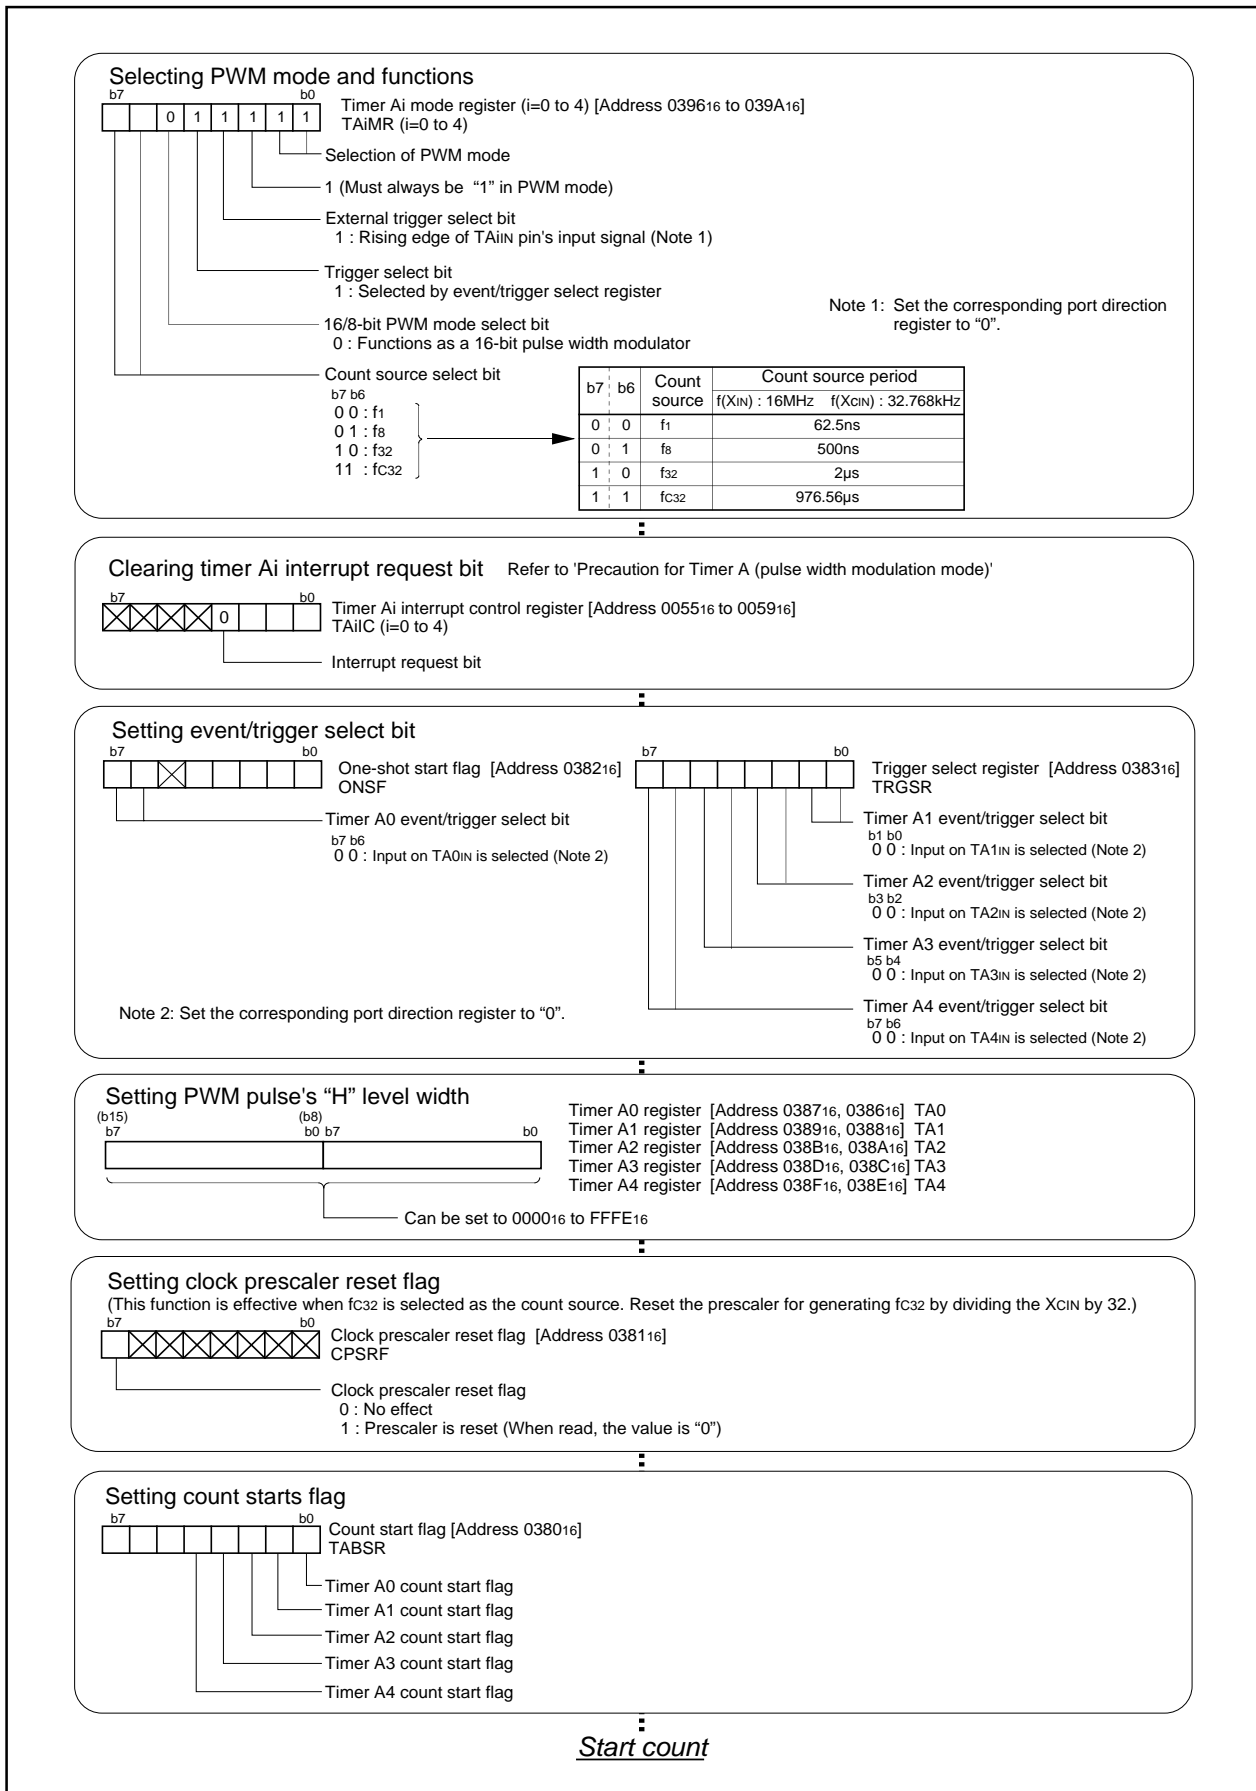 Selecting PWM mode and functions
b7 b0
0 1 1 1 1 1
Timer Ai mode register (i=0 to 4) [Address 039616 to 039A16]
TAiMR (i=0 to 4)
Selection of PWM mode
1 (Must always be “1” in PWM mode)
External trigger select bit
1 : Rising edge of TAiIN pin's input signal (Note 1)
Trigger select bit
1 : Selected by event/trigger select register
Note 1: Set the corresponding port direction
register to “0”.
16/8-bit PWM mode select bit
0 : Functions as a 16-bit pulse width modulator
Count source select bit
b7 b6
0 0 : f1
0 1 : f8
1 0 : f32
11 : fC32
b7 b6 Count source Count source period
f(XIN) : 16MHz f(XCIN) : 32.768kHz
0 0 f1 62.5ns
0 1 f8 500ns
1 0 f32 2µs
1 1 fC32 976.56µs
Clearing timer Ai interrupt request bit Refer to 'Precaution for Timer A (pulse width modulation mode)'
b7 b0
0
Timer Ai interrupt control register [Address 005516 to 005916]
TAiIC (i=0 to 4)
Interrupt request bit
Setting event/trigger select bit
b7 b0
One-shot start flag [Address 038216]
ONSF
Timer A0 event/trigger select bit
b7 b6
0 0 : Input on TA0IN is selected (Note 2)
b7 b0
Trigger select register [Address 038316]
TRGSR
Timer A1 event/trigger select bit
b1 b0
0 0 : Input on TA1IN is selected (Note 2)
Timer A2 event/trigger select bit
b3 b2
0 0 : Input on TA2IN is selected (Note 2)
Timer A3 event/trigger select bit
b5 b4
0 0 : Input on TA3IN is selected (Note 2)
Timer A4 event/trigger select bit
b7 b6
0 0 : Input on TA4IN is selected (Note 2)
Note 2: Set the corresponding port direction register to “0”.
Setting PWM pulse's “H” level width
(b15) (b8)
b7 b0 b7 b0
Timer A0 register [Address 038716, 038616] TA0
Timer A1 register [Address 038916, 038816] TA1
Timer A2 register [Address 038B16, 038A16] TA2
Timer A3 register [Address 038D16, 038C16] TA3
Timer A4 register [Address 038F16, 038E16] TA4
Can be set to 000016 to FFFE16
Setting clock prescaler reset flag
(This function is effective when fC32 is selected as the count source. Reset the prescaler for generating fC32 by dividing the XCIN by 32.)
b7 b0
Clock prescaler reset flag [Address 038116]
CPSRF
Clock prescaler reset flag
0 : No effect
1 : Prescaler is reset (When read, the value is “0”)
Setting count starts flag
b7 b0
Count start flag [Address 038016]
TABSR
Timer A0 count start flag
Timer A1 count start flag
Timer A2 count start flag
Timer A3 count start flag
Timer A4 count start flag
Start count